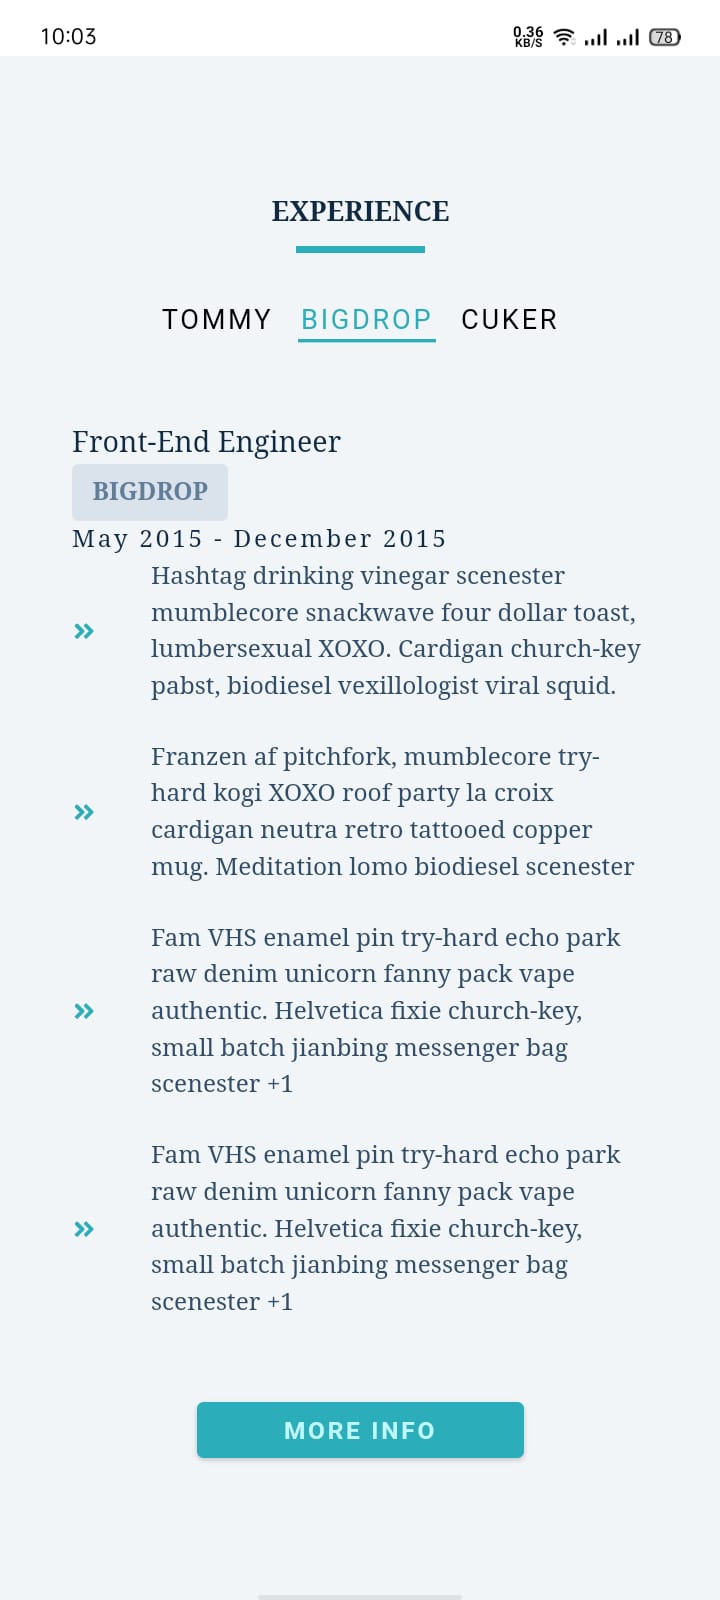 10:03
0.36
KB/S
78
EXPERIENCE
TOMMY BIGDROP CUKER
Front-End Engineer
BIGDROP
May 2015 - December 2015
Hashtag drinking vinegar scenester
mumblecore snackwave four dollar toast,
lumbersexual XOXO. Cardigan church-key
pabst, biodiesel vexillologist viral squid.
Franzen af pitchfork, mumblecore try-
hard kogi XOXO roof party la croix
cardigan neutra retro tattooed copper
mug. Meditation lomo biodiesel scenester
Fam VHS enamel pin try-hard echo park
raw denim unicorn fanny pack vape
authentic. Helvetica fixie church-key,
small batch jianbing messenger bag
scenester +1
Fam VHS enamel pin try-hard echo park
raw denim unicorn fanny pack vape
authentic. Helvetica fixie church-key,
small batch jianbing messenger bag
scenester +1
MORE INFO